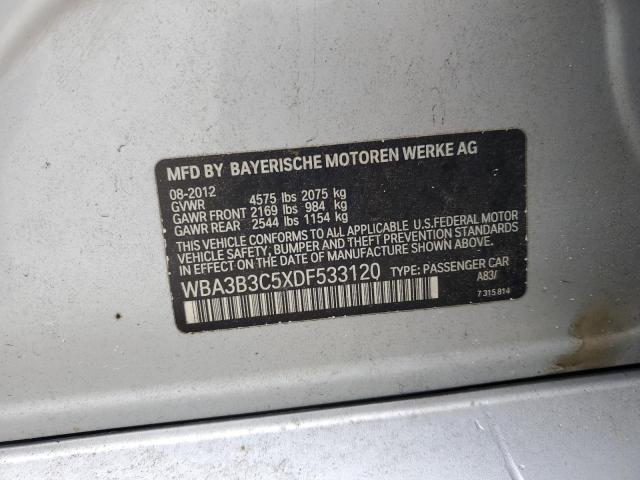 MFD BY BAYERISCHE MOTOREN WERKE AG
08-2012
GVWR 4575 lbs 2075 kg
GAWR FRONT 2169 lbs 984 kg
GAWR REAR 2544 lbs 1154 kg
THIS VEHICLE CONFORMS TO ALL APPLICABLE U.S.FEDERAL MOTOR
VEHICLE SAFETY, BUMPER AND THEFT PREVENTION STANDARDS
IN EFFECT ON THE DATE OF MANUFACTURE SHOWN ABOVE.
WBA3B3C5XDF533120 TYPE: PASSENGER CAR
A83/
7 315 814